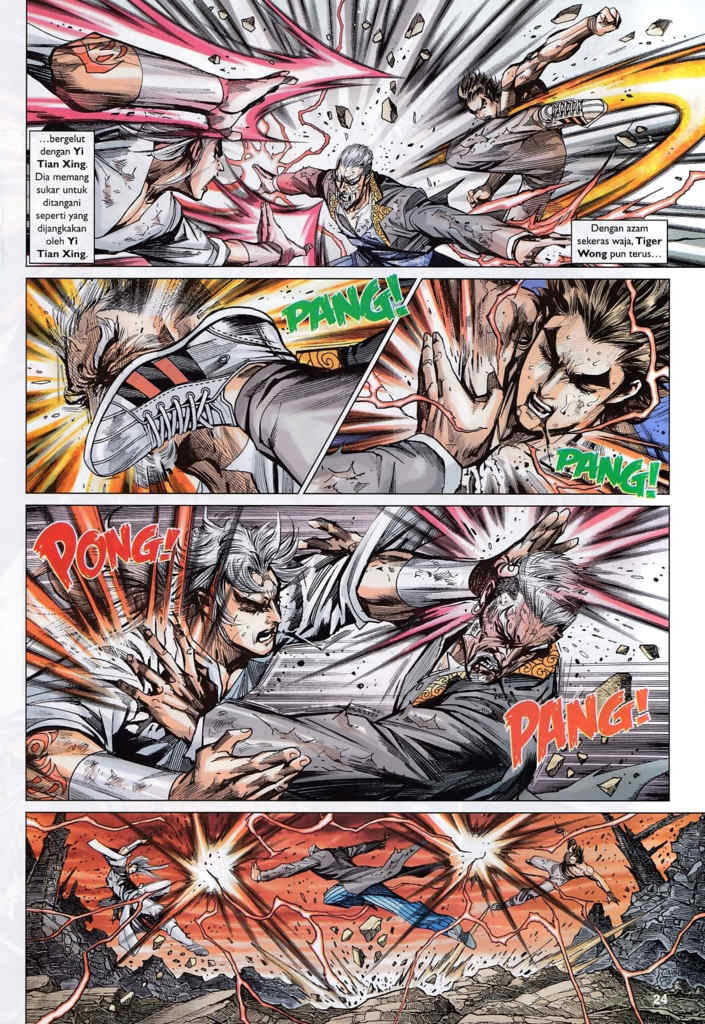 …bergelut
dengan Yi
Tian Xing.
Dia memang
sukar untuk
ditangani
seperti yang
dijangkakan
oleh Yi
Tian Xing.
Dengan azam
sekeras waja, Tiger
Wong pun terus…
PANG!
PANG!
PONG!
PANG!
24